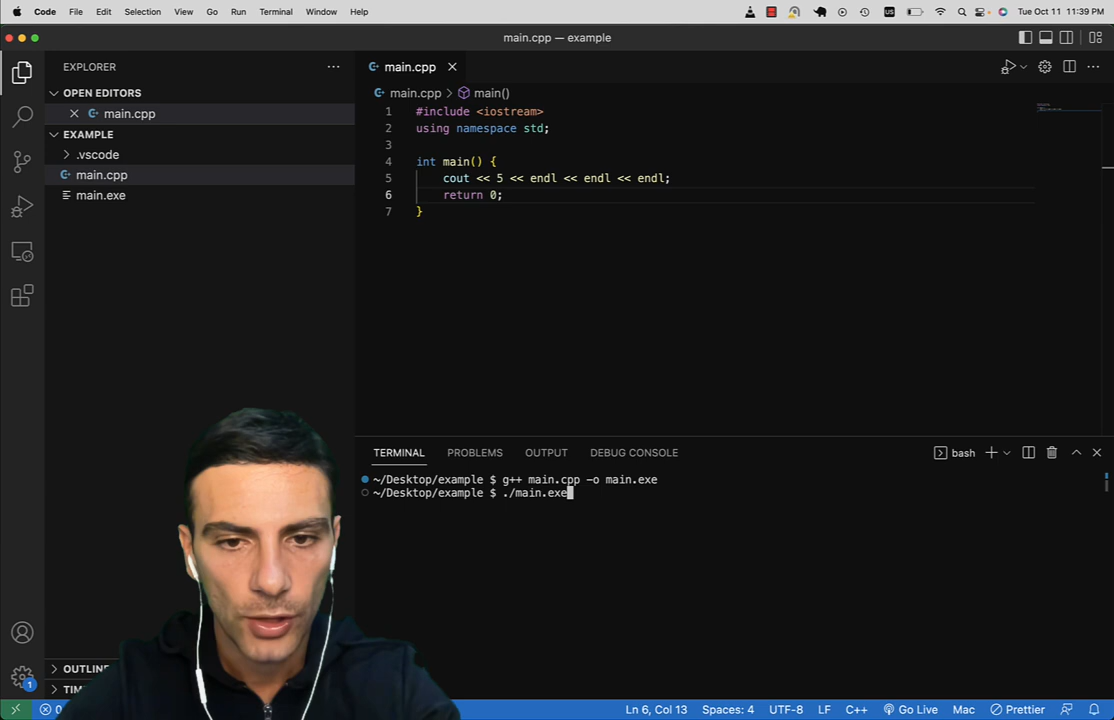 Code File Edit Selection View Go Run Terminal Window Help US Tue Oct 11 11:39 PM
main.cpp — example
EXPLORER
OPEN EDITORS
main.cpp
EXAMPLE
.vscode
main.cpp
main.exe
OUTLINE
main.cpp
main.cpp > main()
1 #include <iostream>
2 using namespace std;
3
4 int main() {
5 cout << 5 << endl << endl << endl;
6 return 0;
7 }
TERMINAL PROBLEMS OUTPUT DEBUG CONSOLE bash
~/Desktop/example $ g++ main.cpp -o main.exe
~/Desktop/example $ ./main.exe
1
0 Ln 6, Col 13 Spaces: 4 UTF-8 LF C++ Go Live Mac Prettier